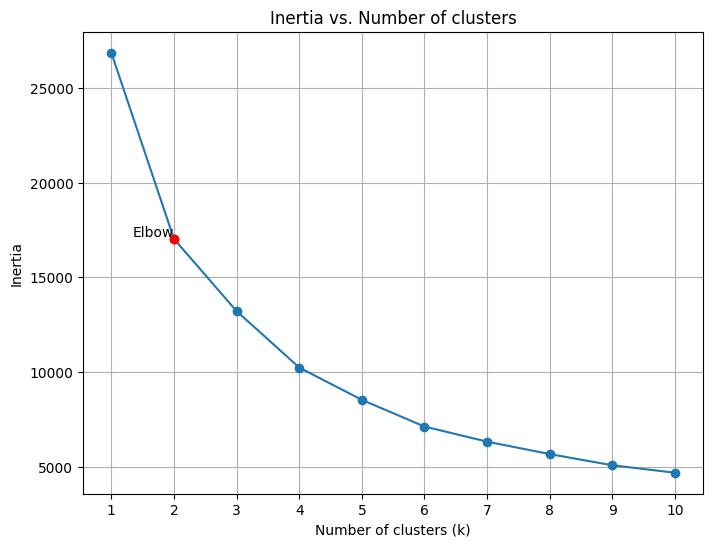 Inertia vs. Number of clusters
25000
20000
15000
10000
5000
Inertia
Elbow
1 2 3 4 5 6 7 8 9 10
Number of clusters (k)